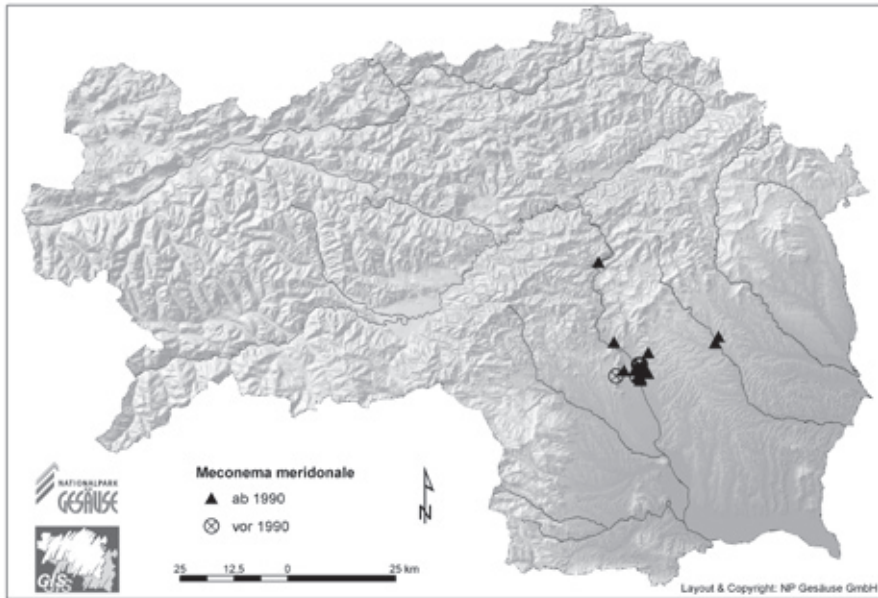 NATIONALPARK
GESÄUSE
Meconema meridonale
ab 1990
vor 1990
N
GIS
25 12,5 0 25 km
Layout & Copyright: NP Gesäuse GmbH